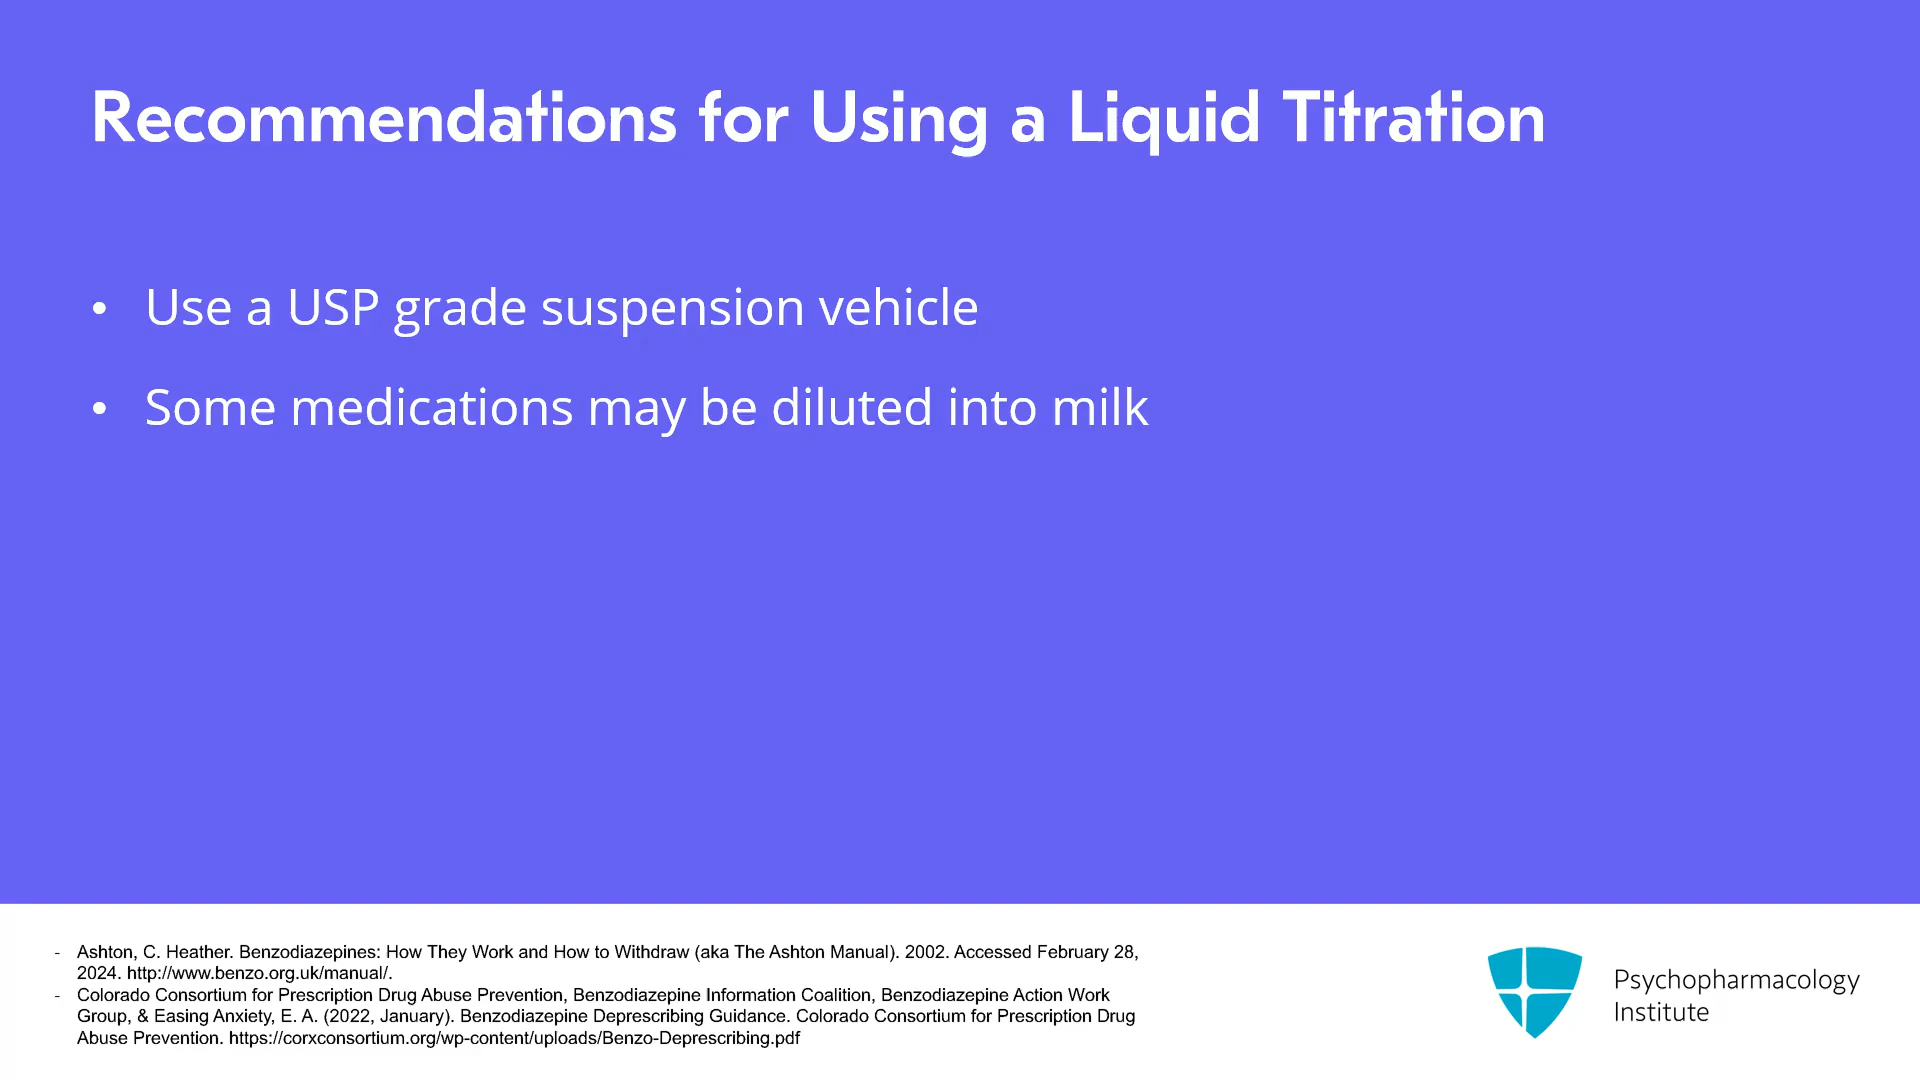 Recommendations for Using a Liquid Titration
• Use a USP grade suspension vehicle
• Some medications may be diluted into milk
- Ashton, C. Heather. Benzodiazepines: How They Work and How to Withdraw (aka The Ashton Manual). 2002. Accessed February 28,
2024. http://www.benzo.org.uk/manual/.
- Colorado Consortium for Prescription Drug Abuse Prevention, Benzodiazepine Information Coalition, Benzodiazepine Action Work
Group, & Easing Anxiety, E. A. (2022, January). Benzodiazepine Deprescribing Guidance. Colorado Consortium for Prescription Drug
Abuse Prevention. https://corxconsortium.org/wp-content/uploads/Benzo-Deprescribing.pdf
Psychopharmacology
Institute